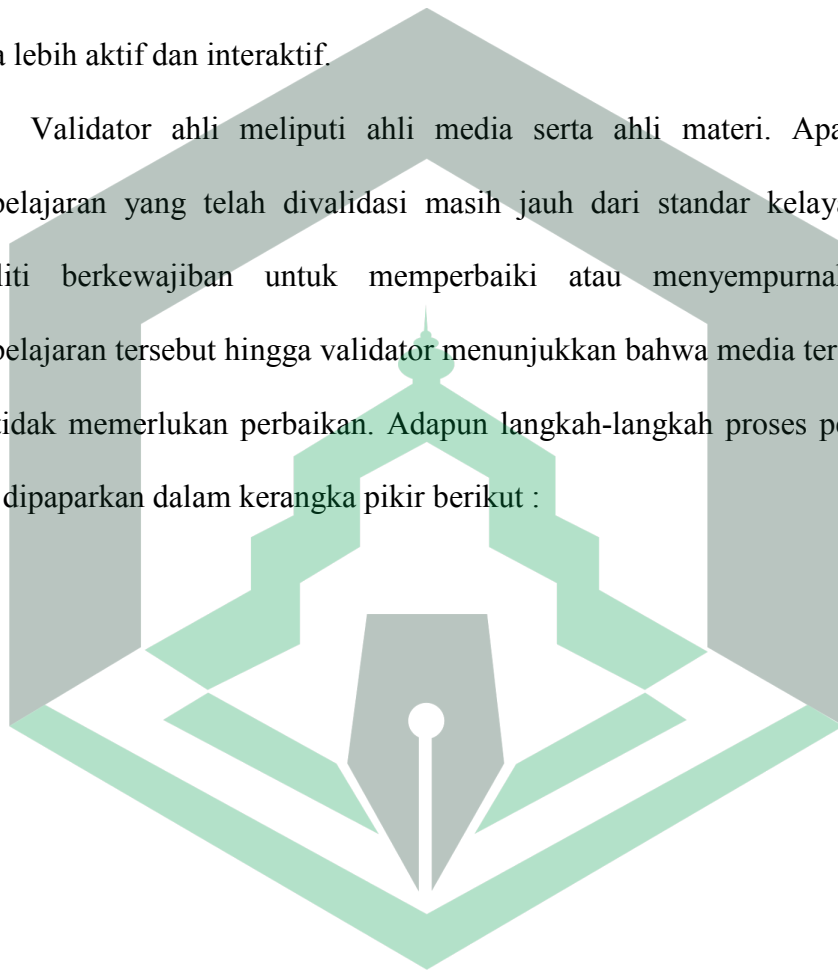 a lebih aktif dan interaktif.
Validator ahli meliputi ahli media serta ahli materi. Apa
belajaran yang telah divalidasi masih jauh dari standar kelaya
liti berkewajiban untuk memperbaiki atau menyempurna
belajaran tersebut hingga validator menunjukkan bahwa media ter
tidak memerlukan perbaikan. Adapun langkah-langkah proses p
dipaparkan dalam kerangka pikir berikut :